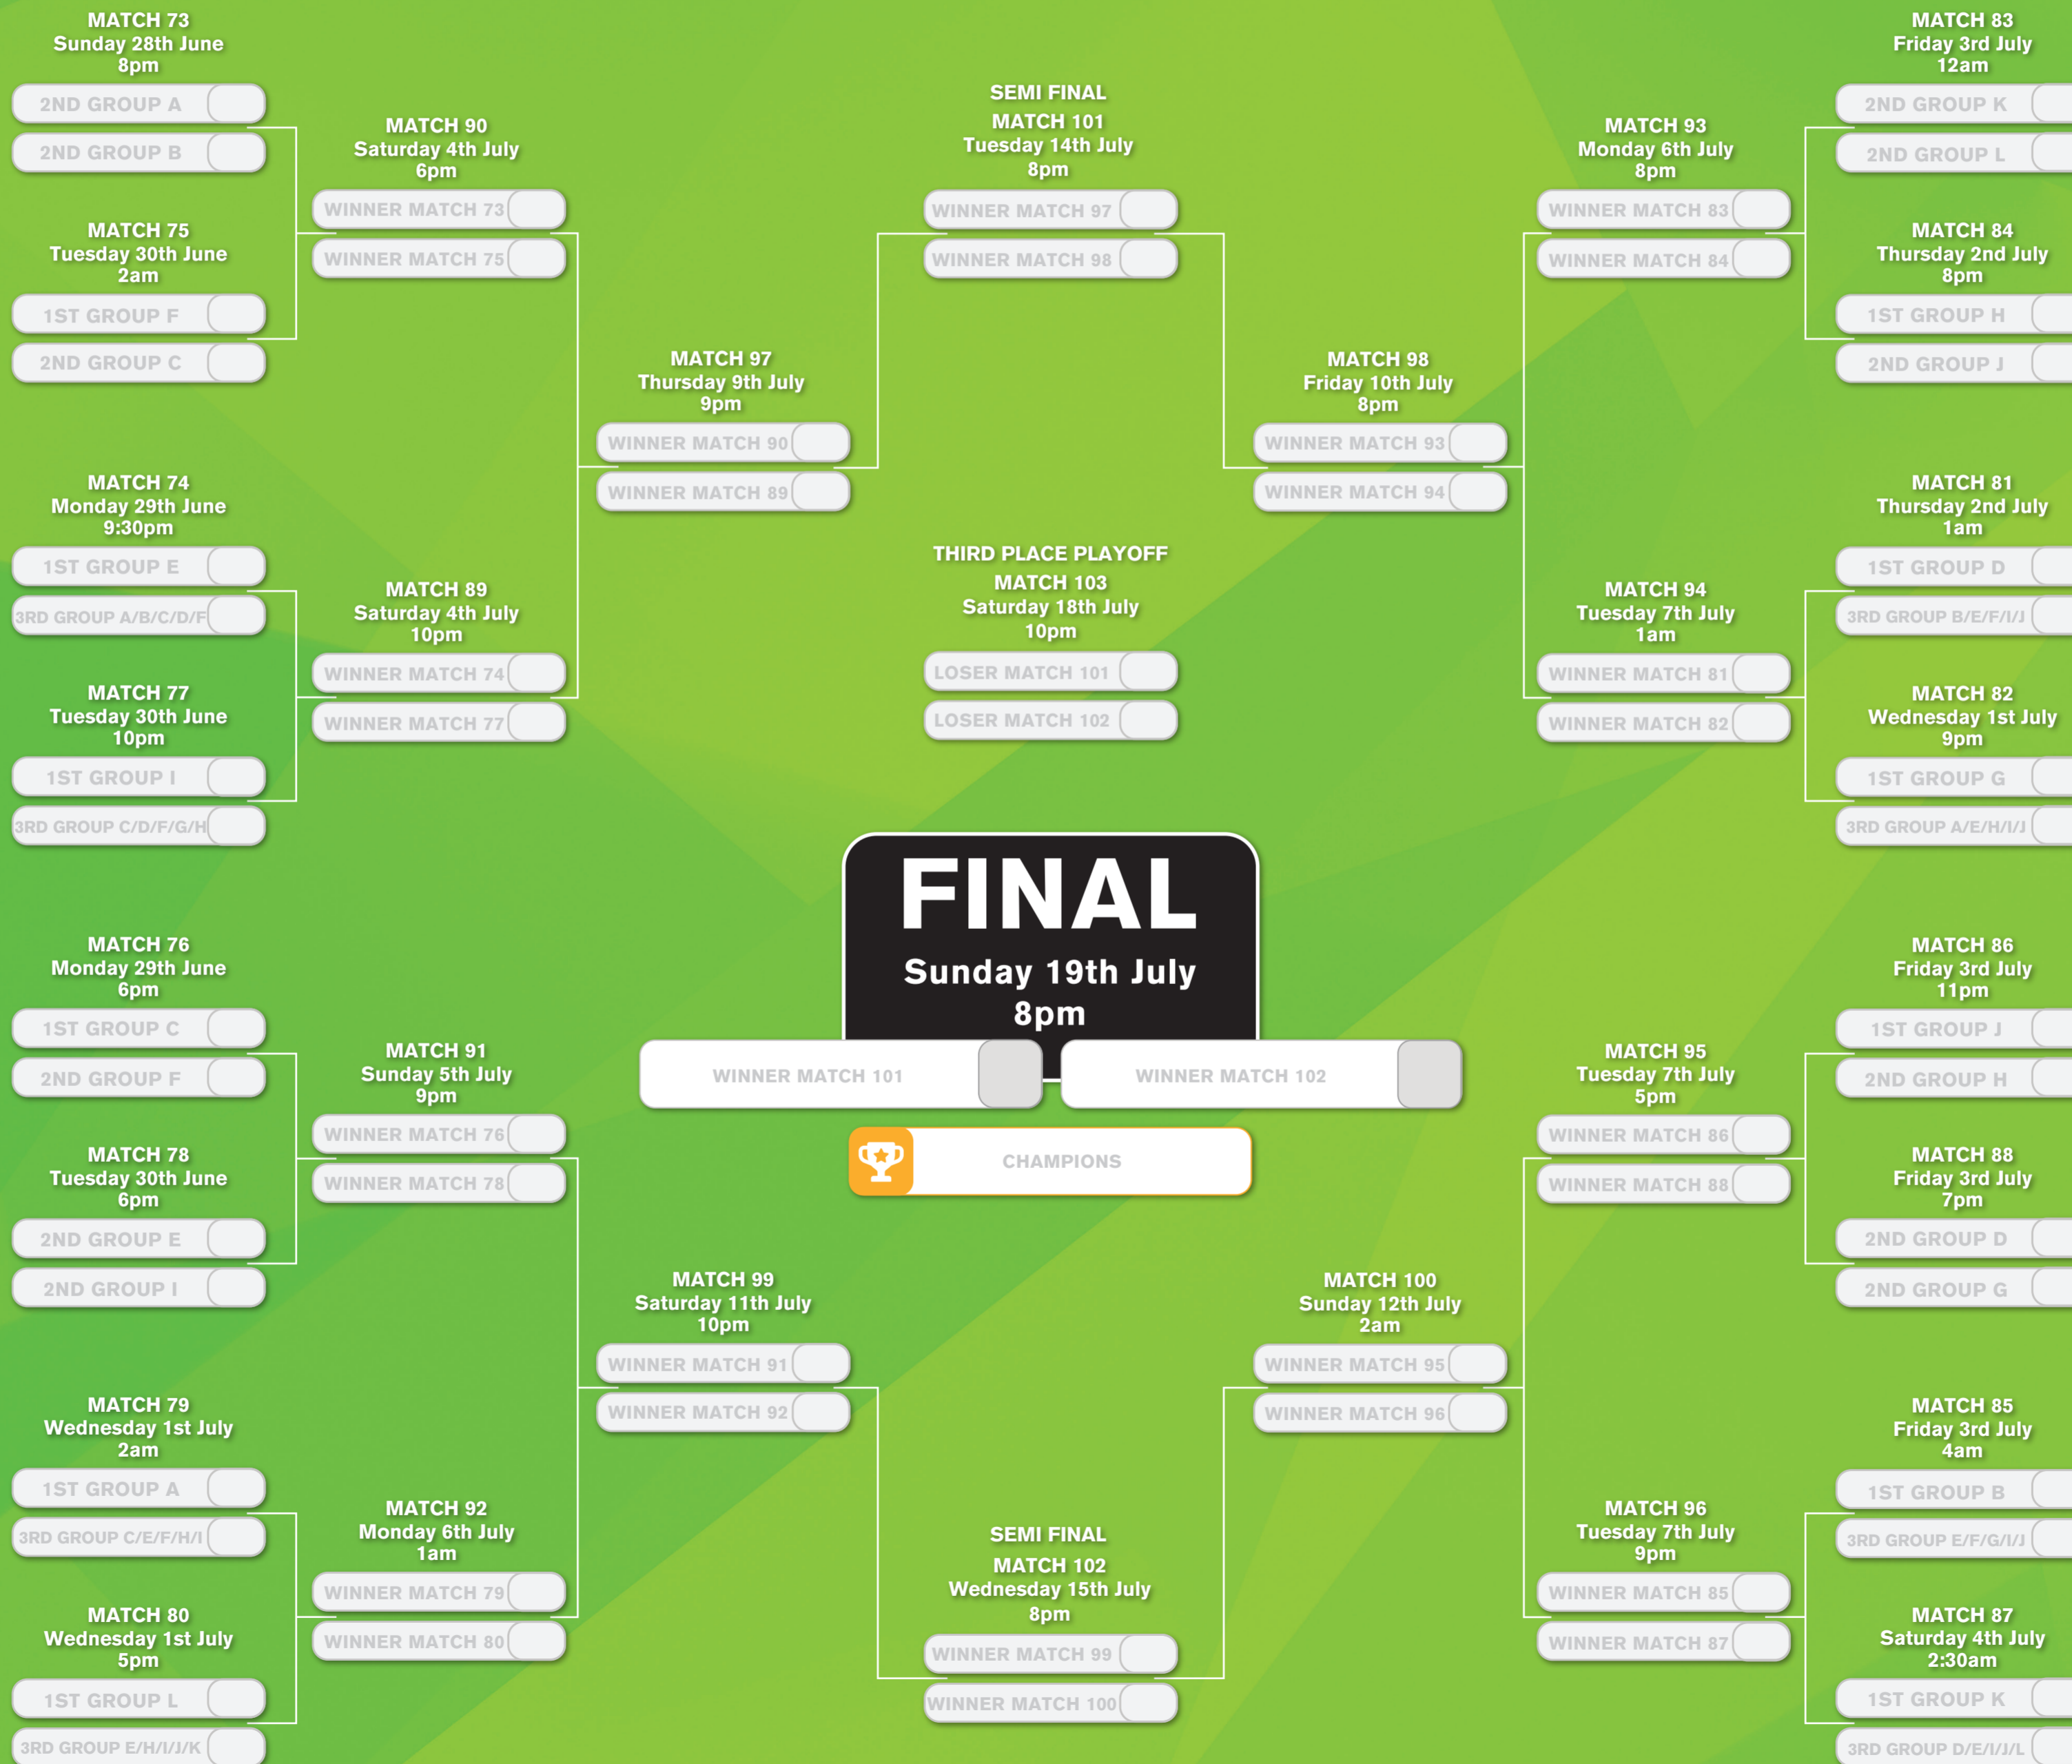 MATCH 73
Sunday 28th June
8pm
2ND GROUP A
2ND GROUP B
MATCH 75
Tuesday 30th June
2am
1ST GROUP F
2ND GROUP C
MATCH 74
Monday 29th June
9:30pm
1ST GROUP E
3RD GROUP A/B/C/D/F
MATCH 77
Tuesday 30th June
10pm
1ST GROUP I
3RD GROUP C/D/F/G/H
MATCH 76
Monday 29th June
6pm
1ST GROUP C
2ND GROUP F
MATCH 78
Tuesday 30th June
6pm
2ND GROUP E
2ND GROUP I
MATCH 79
Wednesday 1st July
2am
1ST GROUP A
3RD GROUP C/E/F/H/I
MATCH 80
Wednesday 1st July
5pm
1ST GROUP L
3RD GROUP E/H/I/J/K
MATCH 90
Saturday 4th July
6pm
WINNER MATCH 73
WINNER MATCH 75
MATCH 89
Saturday 4th July
10pm
WINNER MATCH 74
WINNER MATCH 77
MATCH 91
Sunday 5th July
9pm
WINNER MATCH 76
WINNER MATCH 78
MATCH 92
Monday 6th July
1am
WINNER MATCH 79
WINNER MATCH 80
MATCH 97
Thursday 9th July
9pm
WINNER MATCH 90
WINNER MATCH 89
MATCH 99
Saturday 11th July
10pm
WINNER MATCH 91
WINNER MATCH 92
SEMI FINAL
MATCH 101
Tuesday 14th July
8pm
WINNER MATCH 97
WINNER MATCH 98
THIRD PLACE PLAYOFF
MATCH 103
Saturday 18th July
10pm
LOSER MATCH 101
LOSER MATCH 102
FINAL
Sunday 19th July
8pm
WINNER MATCH 101
WINNER MATCH 102
CHAMPIONS
SEMI FINAL
MATCH 102
Wednesday 15th July
8pm
WINNER MATCH 99
WINNER MATCH 100
MATCH 98
Friday 10th July
8pm
WINNER MATCH 93
WINNER MATCH 94
MATCH 100
Sunday 12th July
2am
WINNER MATCH 95
WINNER MATCH 96
MATCH 93
Monday 6th July
8pm
WINNER MATCH 83
WINNER MATCH 84
MATCH 94
Tuesday 7th July
1am
WINNER MATCH 81
WINNER MATCH 82
MATCH 95
Tuesday 7th July
5pm
WINNER MATCH 86
WINNER MATCH 88
MATCH 96
Tuesday 7th July
9pm
WINNER MATCH 85
WINNER MATCH 87
MATCH 83
Friday 3rd July
12am
2ND GROUP K
2ND GROUP L
MATCH 84
Thursday 2nd July
8pm
1ST GROUP H
2ND GROUP J
MATCH 81
Thursday 2nd July
1am
1ST GROUP D
3RD GROUP B/E/F/I/J
MATCH 82
Wednesday 1st July
9pm
1ST GROUP G
3RD GROUP A/E/H/I/J
MATCH 86
Friday 3rd July
11pm
1ST GROUP J
2ND GROUP H
MATCH 88
Friday 3rd July
7pm
2ND GROUP D
2ND GROUP G
MATCH 85
Friday 3rd July
4am
1ST GROUP B
3RD GROUP E/F/G/I/J
MATCH 87
Saturday 4th July
2:30am
1ST GROUP K
3RD GROUP D/E/I/J/L